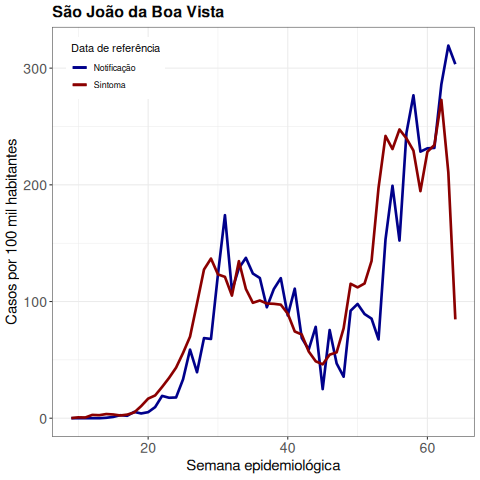 São João da Boa Vista
Data de referência
Notificação
Sintoma
Casos por 100 mil habitantes
300
200
100
0
20
40
60
Semana epidemiológica